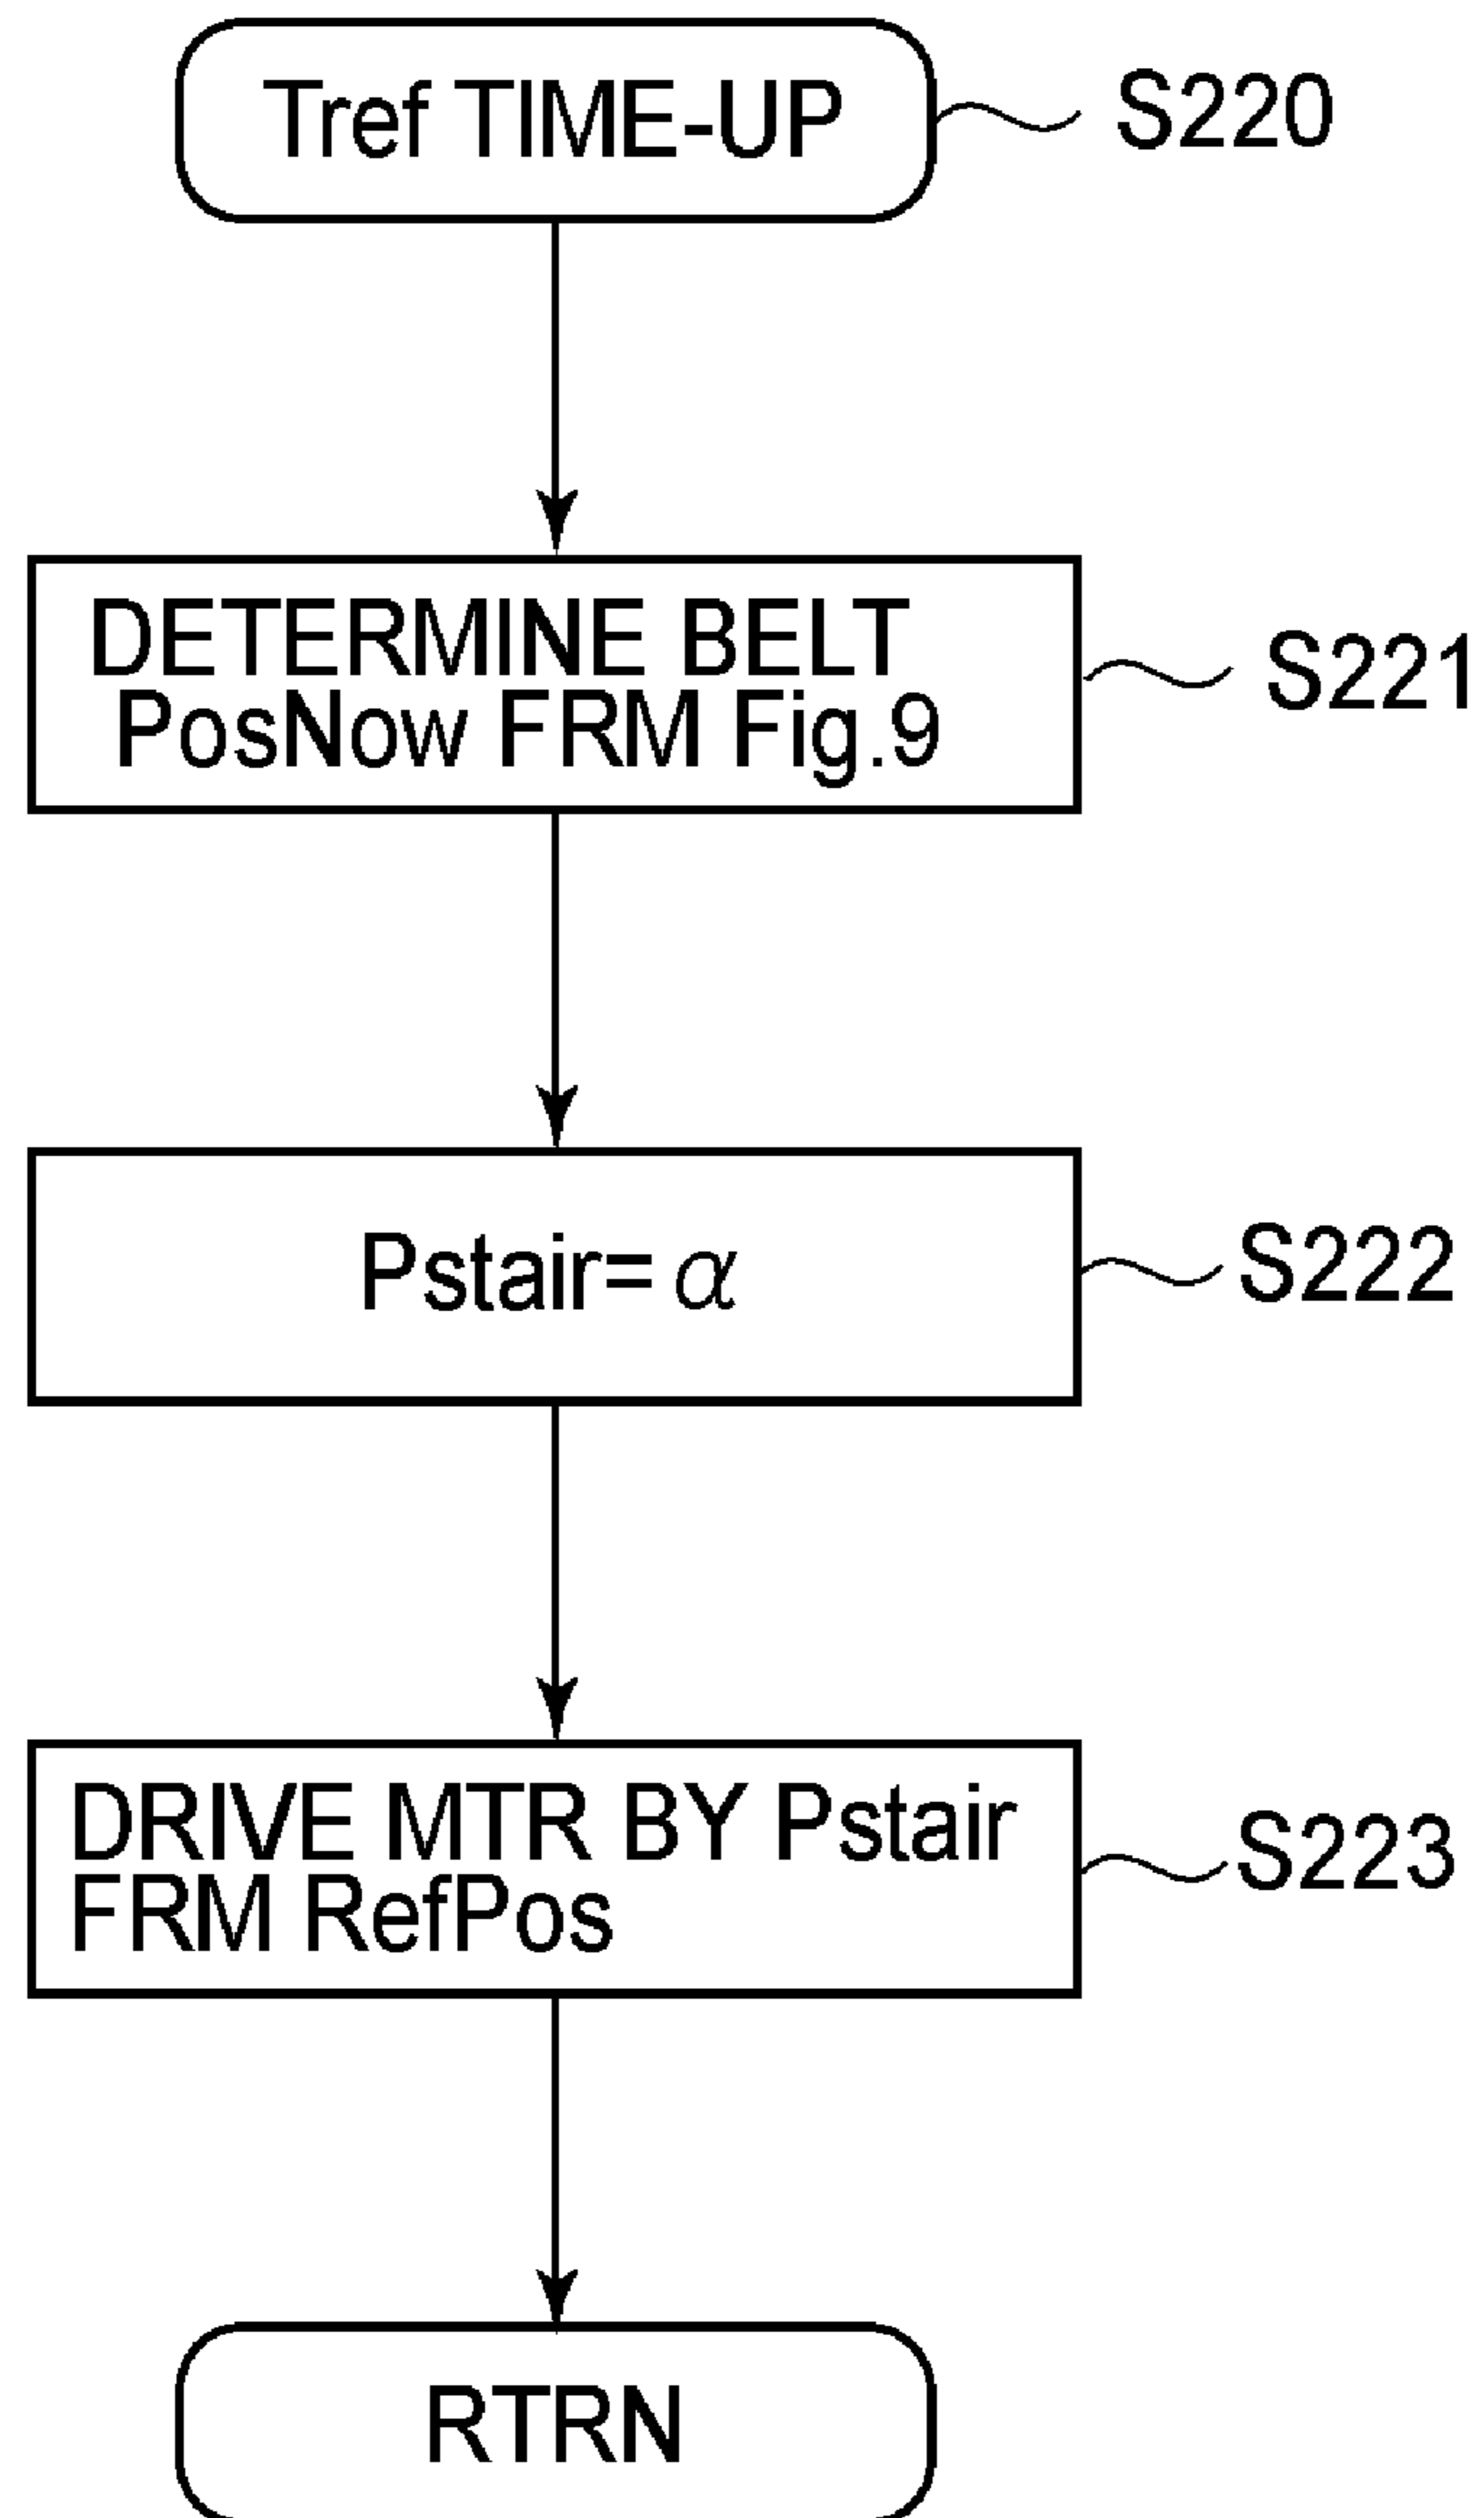 Tref TIME-UP
S220
DETERMINE BELT
PosNow FRM Fig.9
S221
Pstair= α
S222
DRIVE MTR BY Pstair
FRM RefPos
S223
RTRN